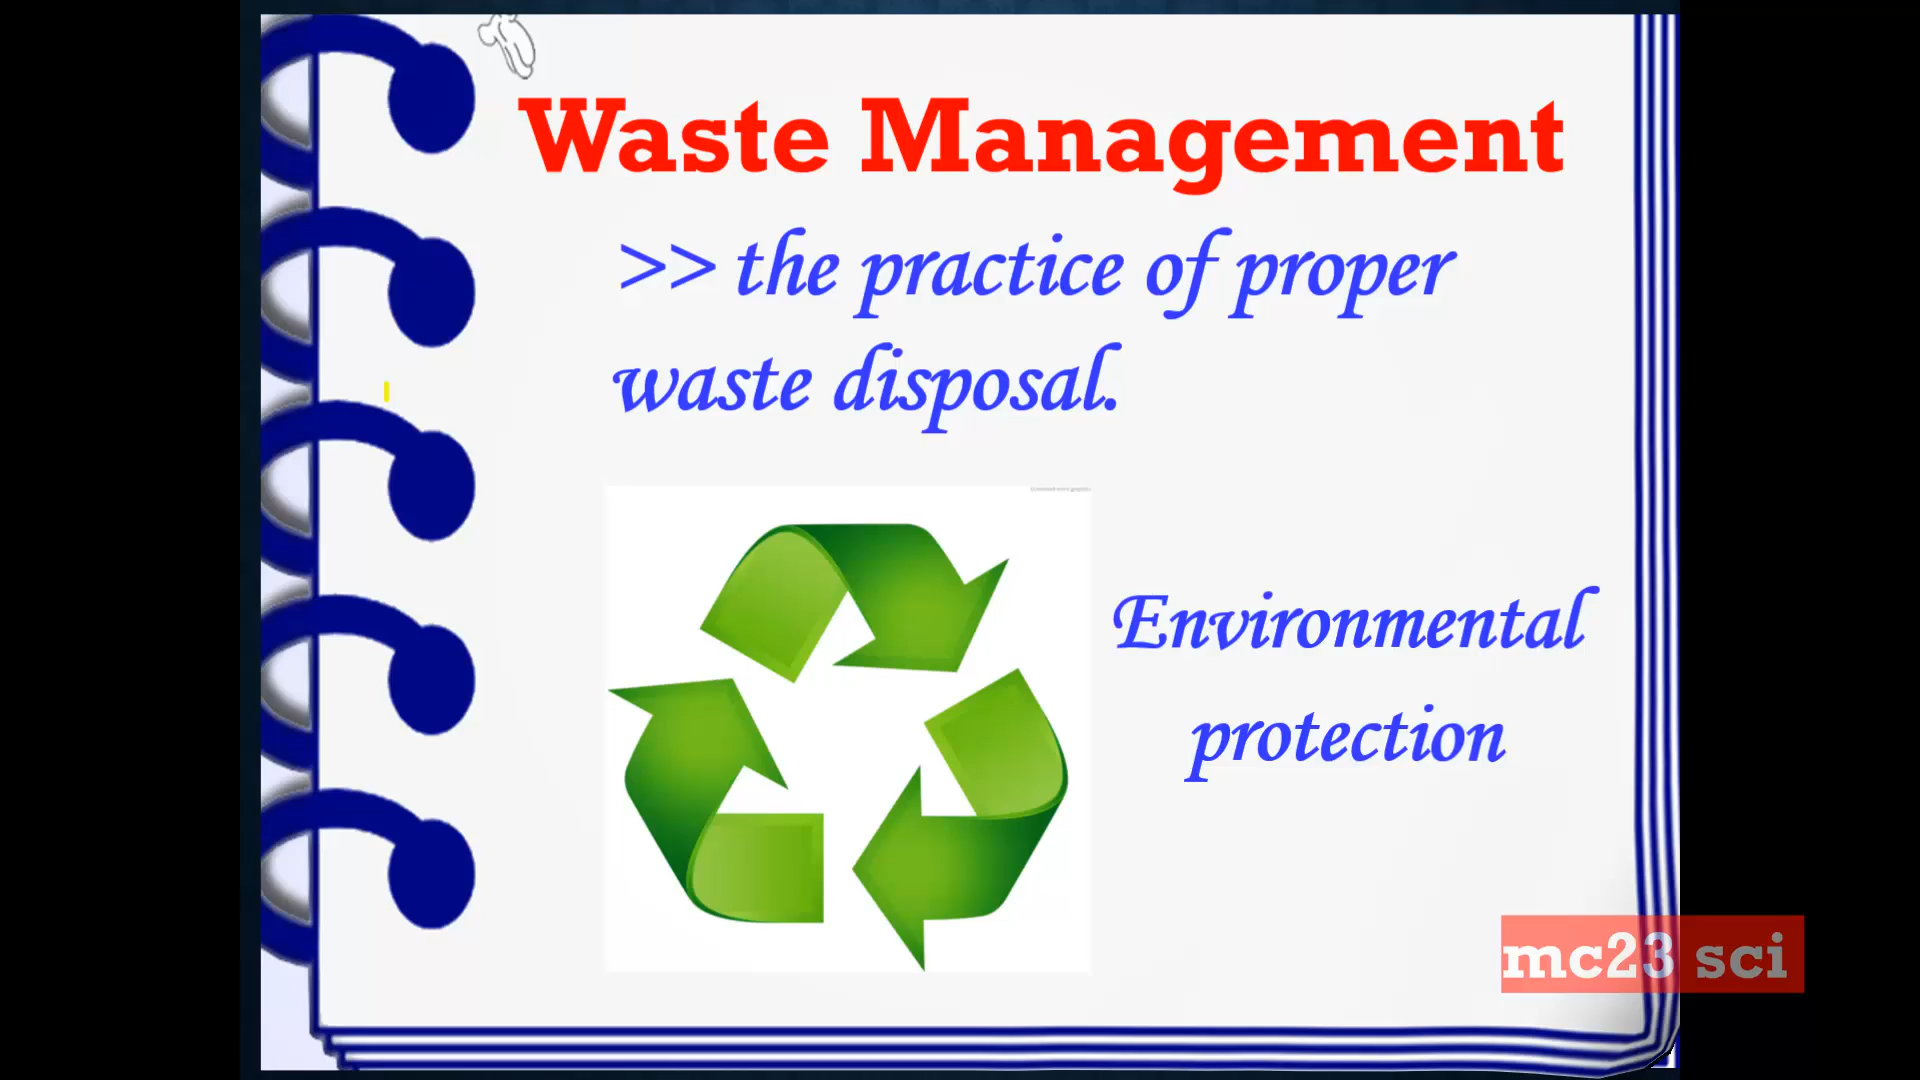 Waste Management
>> the practice of proper
waste disposal.
Environmental
protection
mc23 sci